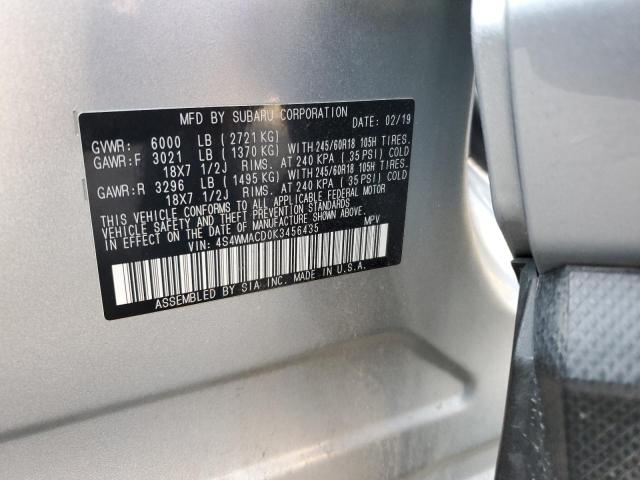 MFD BY SUBARU CORPORATION
DATE: 02/19
GVWR: 6000 LB (2721 KG)
GAWR:F 3021 LB (1370 KG) WITH 245/60R18 105H TIRES.
18X7 1/2J RIMS. AT 240 KPA (35 PSI) COLD
GAWR:R 3296 LB (1495 KG) WITH 245/60R18 105H TIRES.
18X7 1/2J RIMS. AT 240 KPA (35 PSI) COLD
THIS VEHICLE CONFORMS TO ALL APPLICABLE FEDERAL MOTOR
VEHICLE SAFETY AND THEFT PREVENTION STANDARDS
IN EFFECT ON THE DATE OF MANUFACTURE SHOWN ABOVE.
VIN: 4S4WMACD0K3456435 MPV
ASSEMBLED BY SIA INC. MADE IN U.S.A.